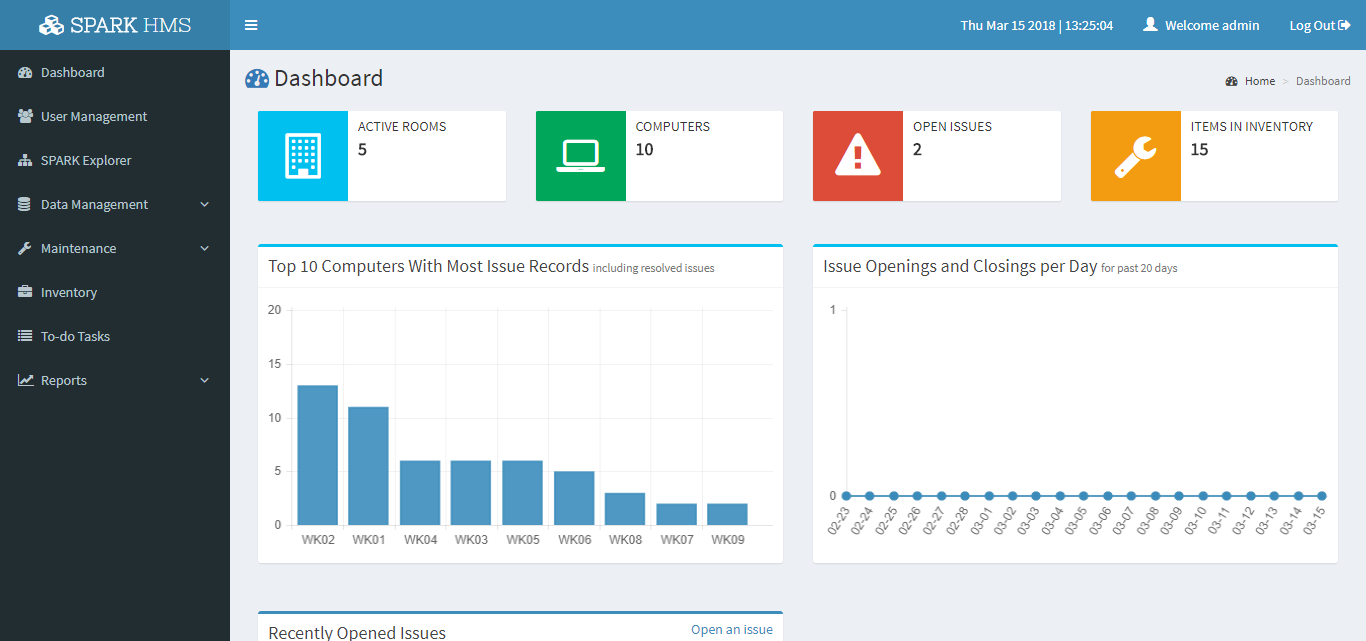 SPARK HMS
Thu Mar 15 2018 | 13:25:04
Welcome admin
Log Out
Dashboard
User Management
SPARK Explorer
Data Management
Maintenance
Inventory
To-do Tasks
Reports
Dashboard
Home > Dashboard
ACTIVE ROOMS
5
COMPUTERS
10
OPEN ISSUES
2
ITEMS IN INVENTORY
15
Top 10 Computers With Most Issue Records including resolved issues
20
15
10
5
0
WK02 WK01 WK04 WK03 WK05 WK06 WK08 WK07 WK09
Issue Openings and Closings per Day for past 20 days
1
0
02-23 02-24 02-25 02-26 02-27 02-28 03-01 03-02 03-03 03-04 03-05 03-06 03-07 03-08 03-09 03-10 03-11 03-12 03-13 03-14 03-15
Recently Opened Issues
Open an issue